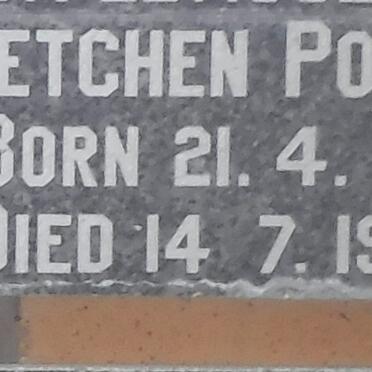 ETCHEN PO
BORN 21. 4.
DIED 14 7. 19